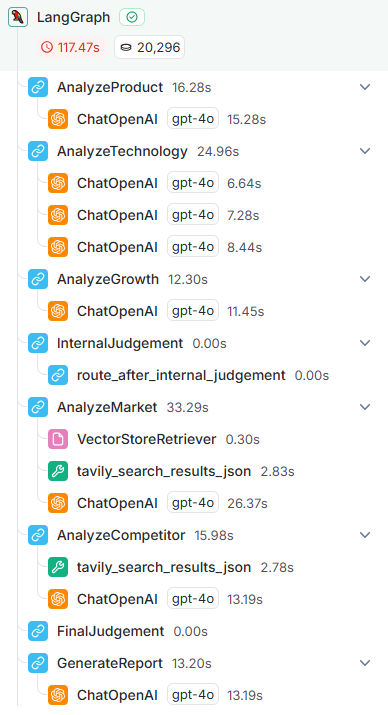 LangGraph
117.47s 20,296
AnalyzeProduct 16.28s
ChatOpenAI gpt-4o 15.28s
AnalyzeTechnology 24.96s
ChatOpenAI gpt-4o 6.64s
ChatOpenAI gpt-4o 7.28s
ChatOpenAI gpt-4o 8.44s
AnalyzeGrowth 12.30s
ChatOpenAI gpt-4o 11.45s
InternalJudgement 0.00s
route_after_internal_judgement 0.00s
AnalyzeMarket 33.29s
VectorStoreRetriever 0.30s
tavily_search_results_json 2.83s
ChatOpenAI gpt-4o 26.37s
AnalyzeCompetitor 15.98s
tavily_search_results_json 2.78s
ChatOpenAI gpt-4o 13.19s
FinalJudgement 0.00s
GenerateReport 13.20s
ChatOpenAI gpt-4o 13.19s